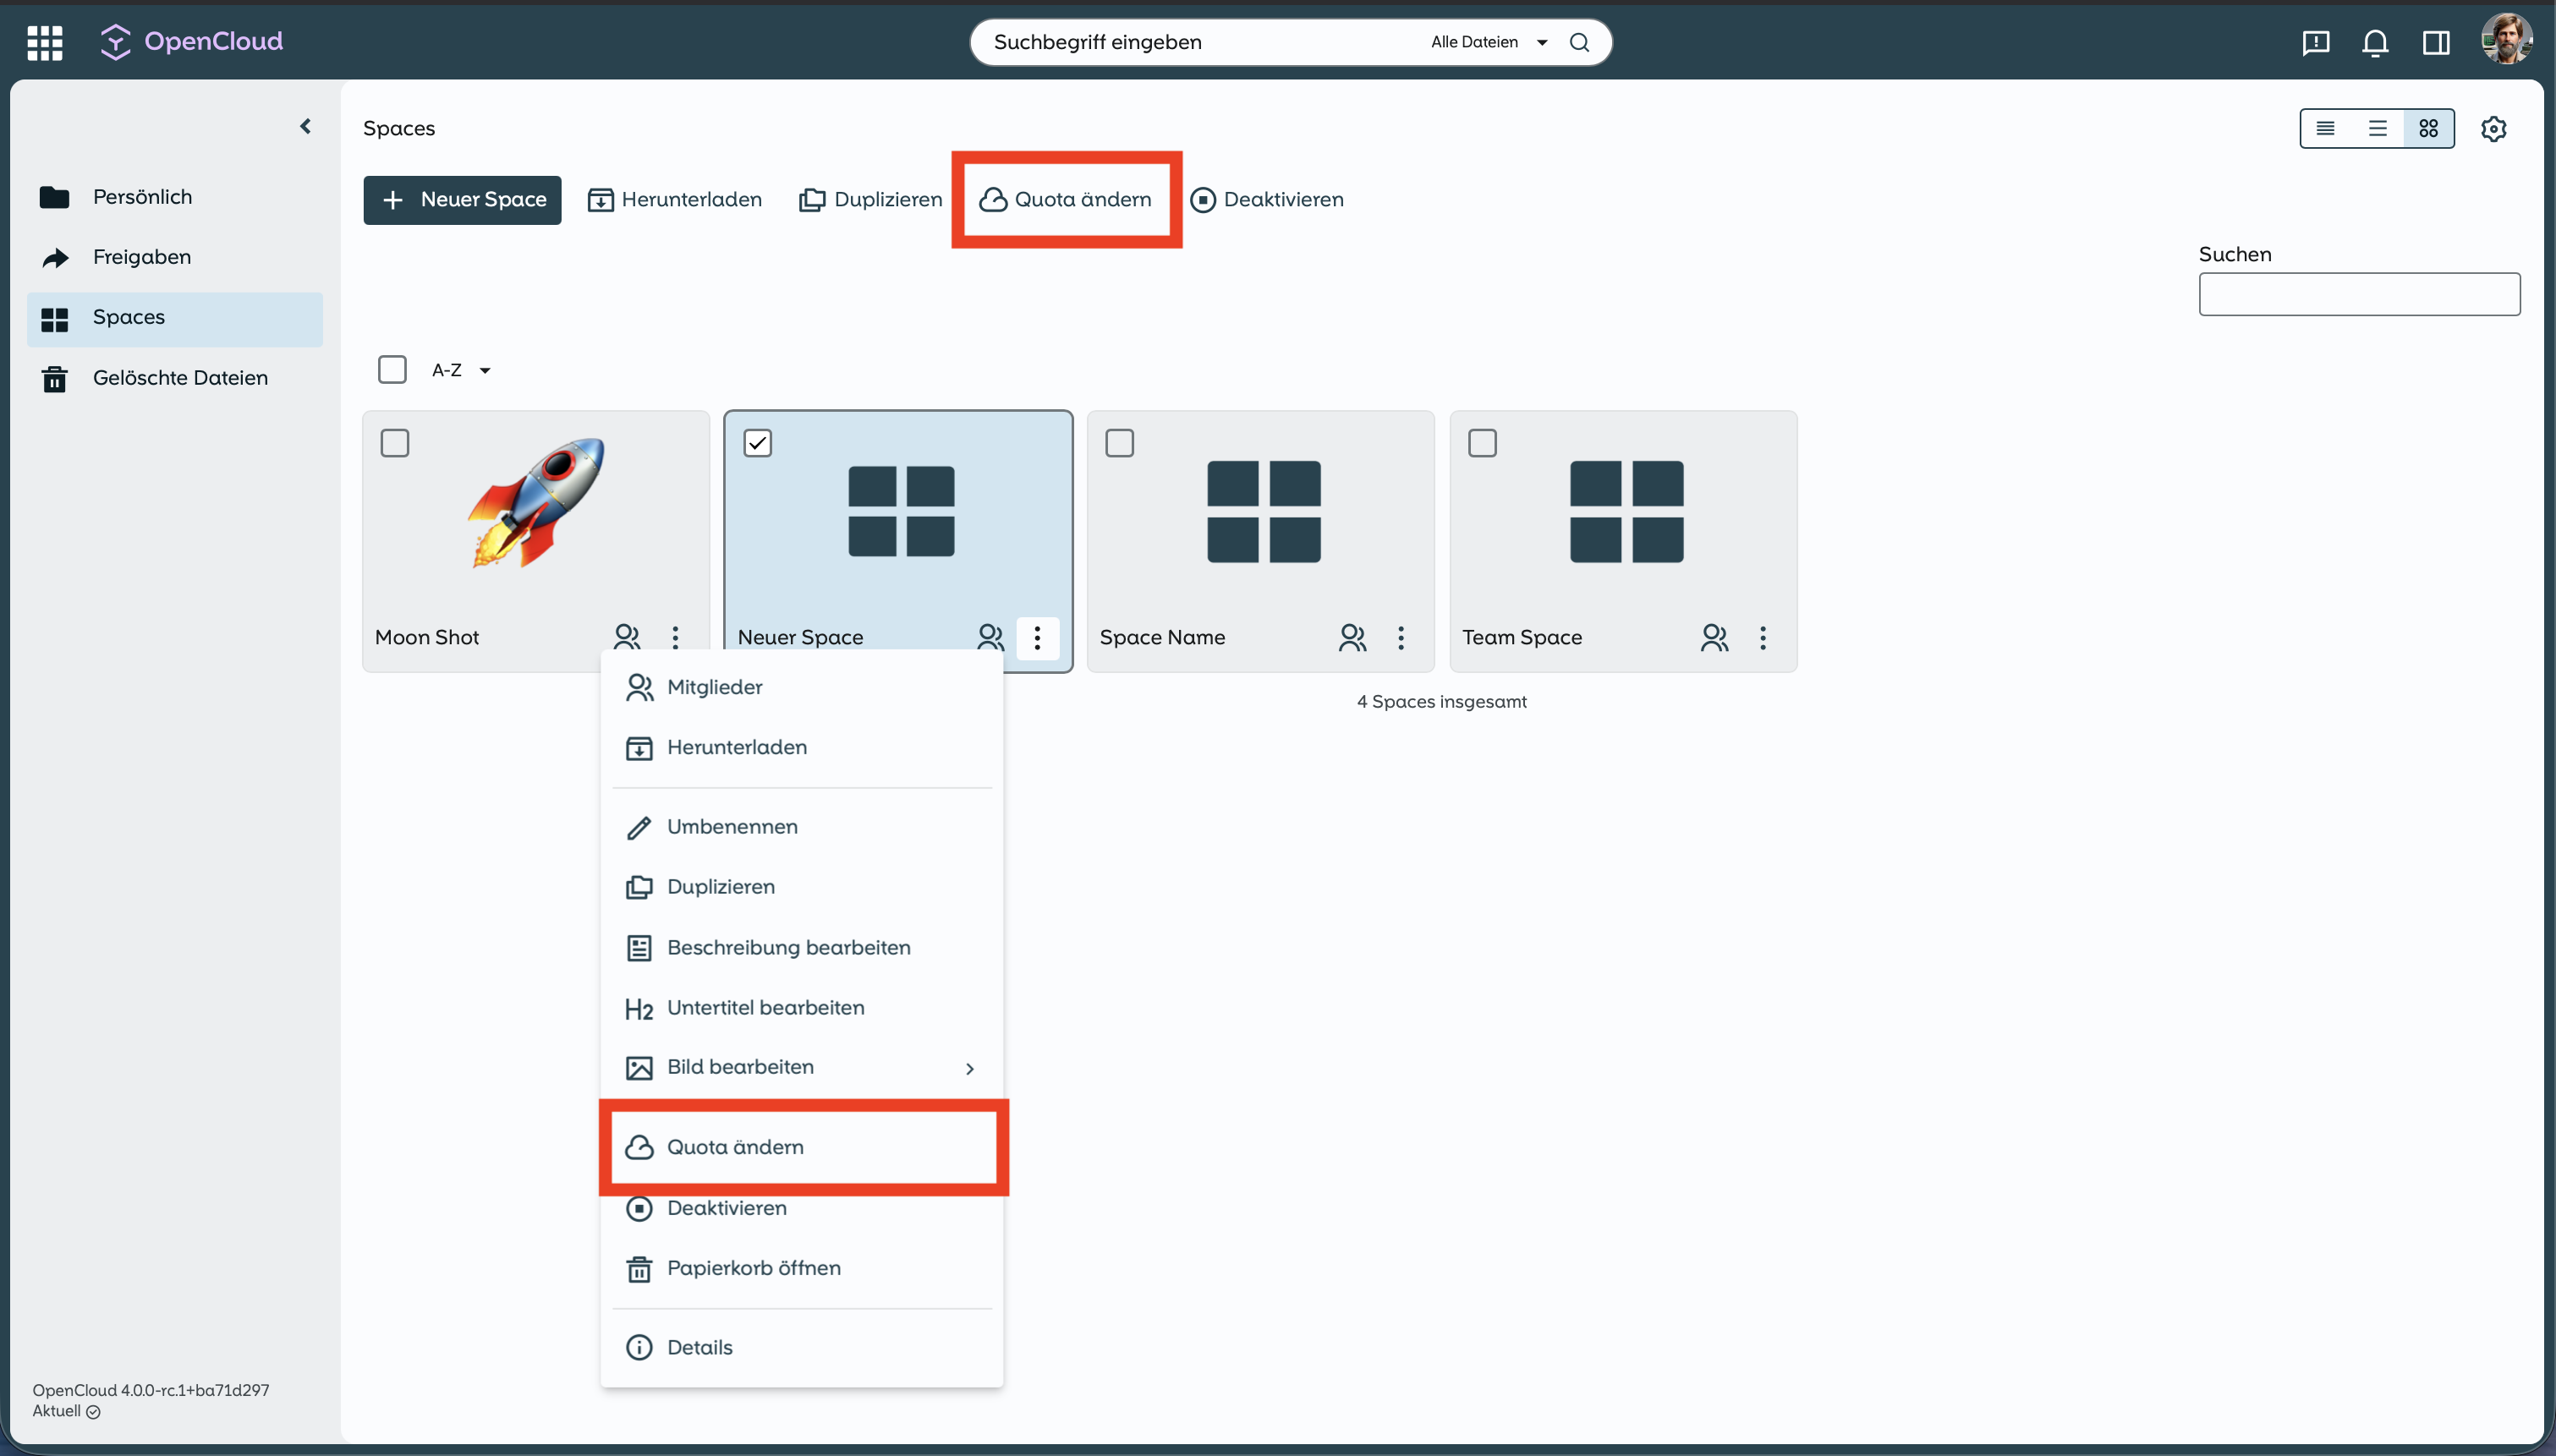 OpenCloud
Suchbegriff eingeben
Alle Dateien
Spaces
Persönlich
Freigaben
Spaces
Gelöschte Dateien
Neuer Space
Herunterladen
Duplizieren
Quota ändern
Deaktivieren
Suchen
A-Z
Moon Shot
Neuer Space
Space Name
Team Space
4 Spaces insgesamt
Mitglieder
Herunterladen
Umbenennen
Duplizieren
Beschreibung bearbeiten
H2 Untertitel bearbeiten
Bild bearbeiten
Quota ändern
Deaktivieren
Papierkorb öffnen
Details
OpenCloud 4.0.0-rc.1+ba71d297
Aktuell